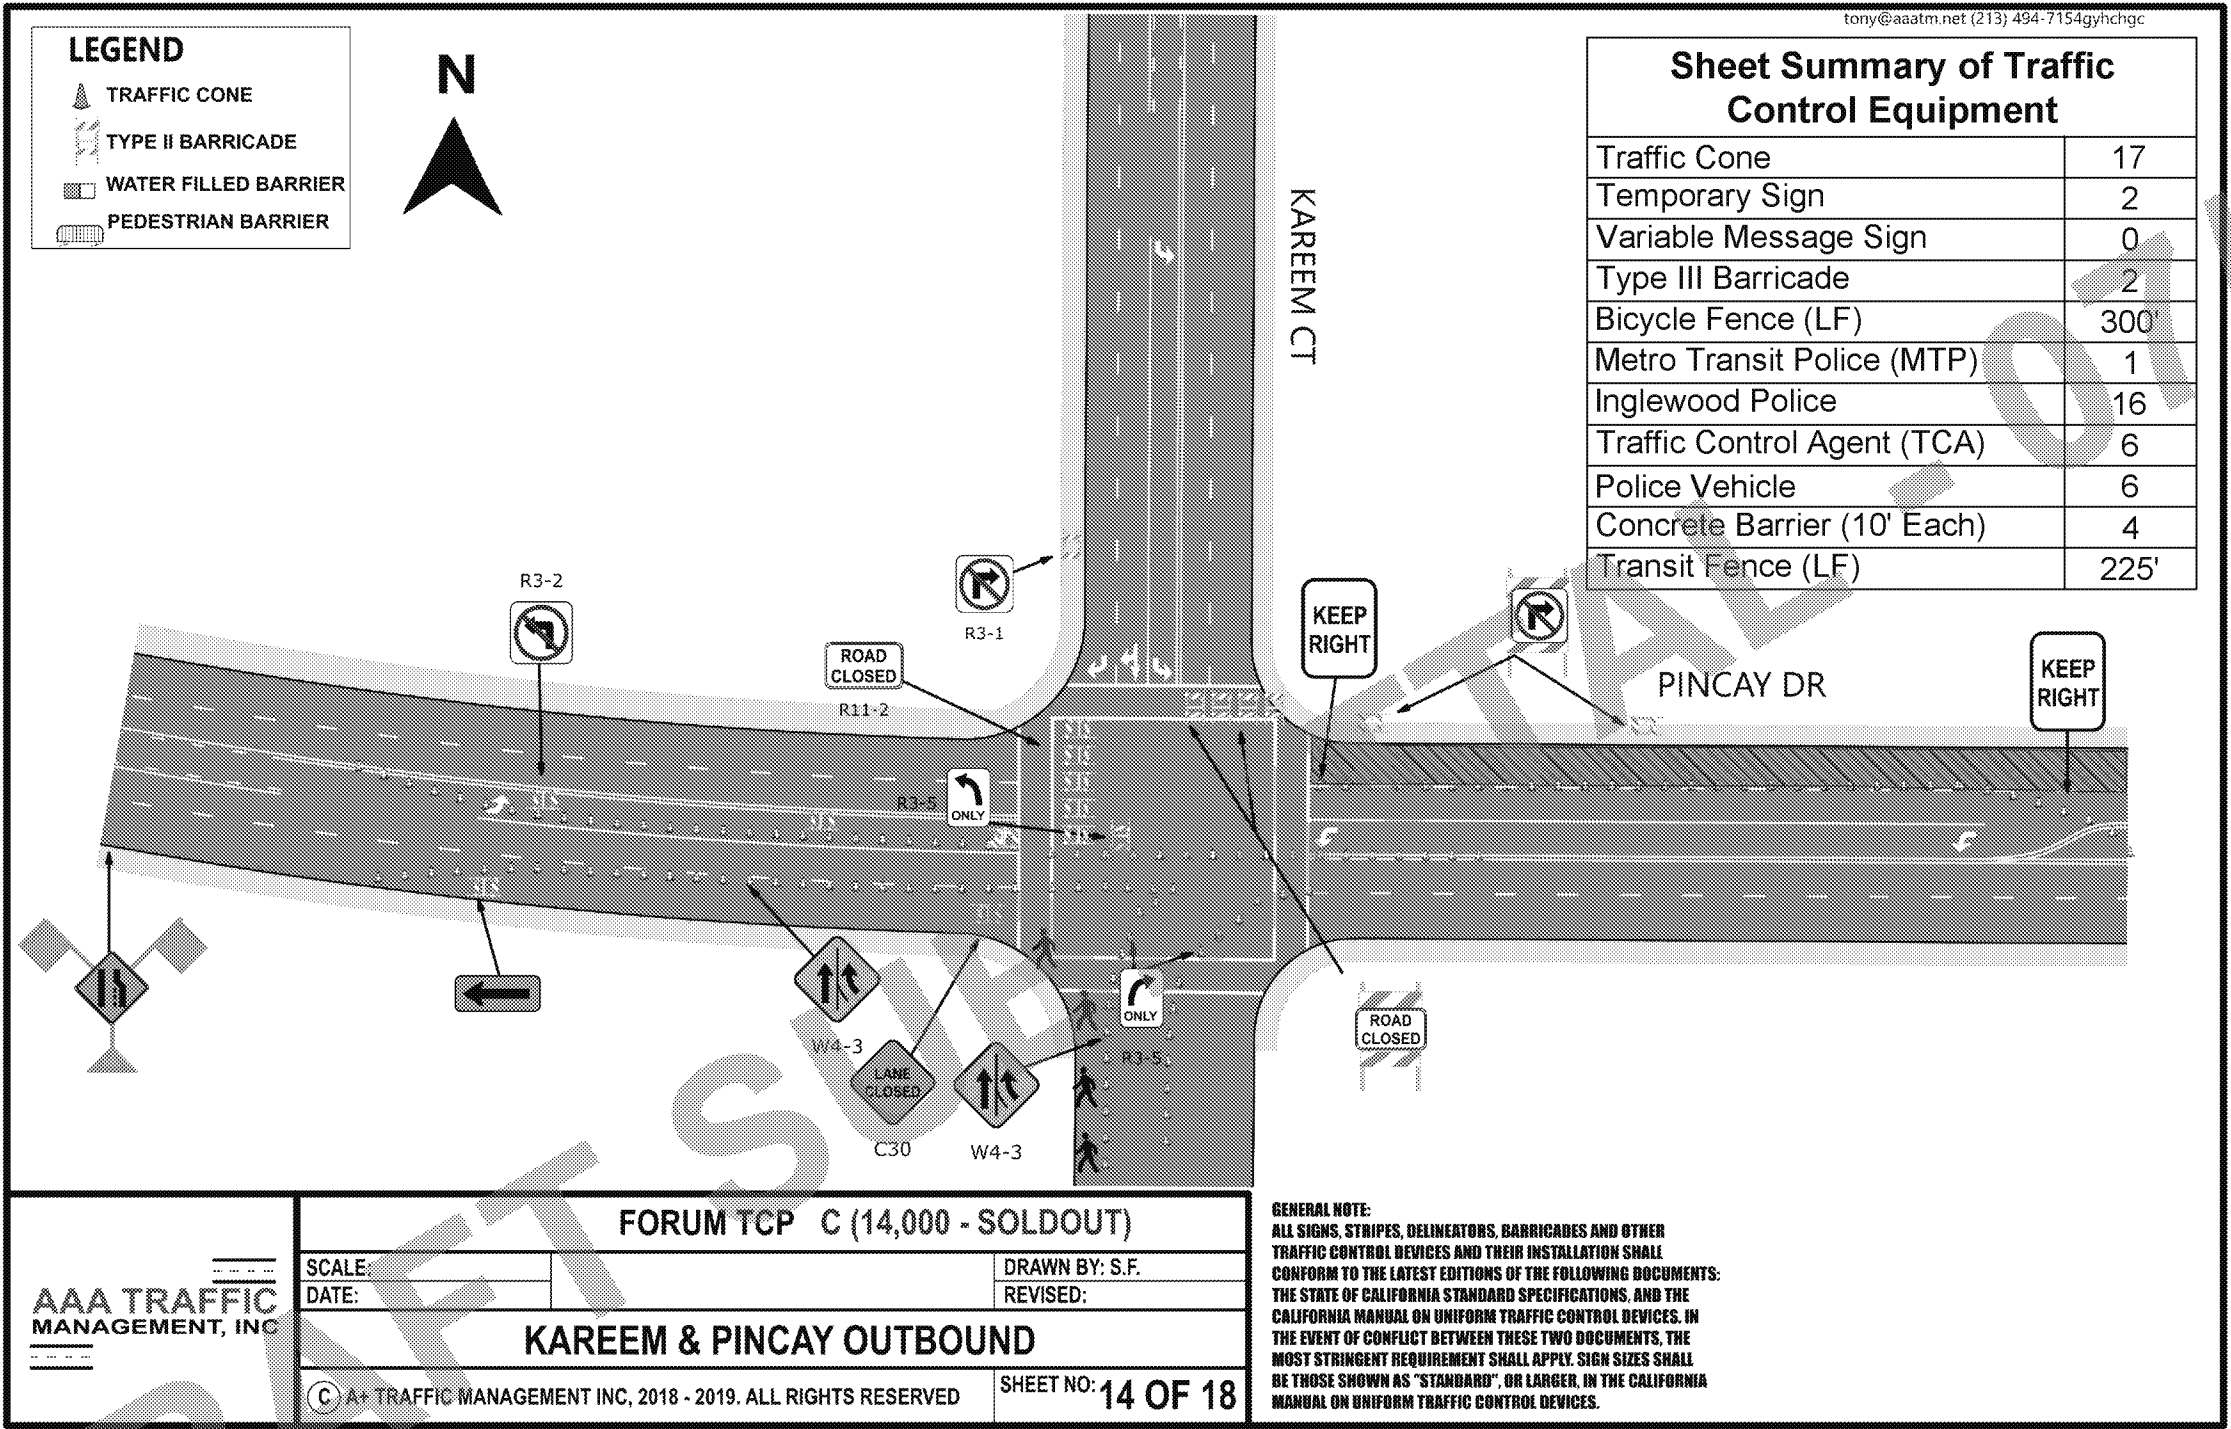 tony@aaatm.net (213) 494-7154gyhchgc
LEGEND
TRAFFIC CONE
TYPE II BARRICADE
WATER FILLED BARRIER
PEDESTRIAN BARRIER
N
Sheet Summary of Traffic
Control Equipment
Traffic Cone 17
Temporary Sign 2
Variable Message Sign 0
Type III Barricade 2
Bicycle Fence (LF) 300'
Metro Transit Police (MTP) 1
Inglewood Police 16
Traffic Control Agent (TCA) 6
Police Vehicle 6
Concrete Barrier (10' Each) 4
Transit Fence (LF) 225'
KAREEM CT
R3-2
R3-1
ROAD
CLOSED
R11-2
KEEP
RIGHT
PINCAY DR
KEEP
RIGHT
R3-5
ONLY
W4-3
LANE
CLOSED
C30
W4-3
ONLY
R3-5
ROAD
CLOSED
FORUM TCP C (14,000 - SOLDOUT)
SCALE:
DATE:
DRAWN BY: S.F.
REVISED:
KAREEM & PINCAY OUTBOUND
AAA TRAFFIC
MANAGEMENT, INC
C A+ TRAFFIC MANAGEMENT INC, 2018 - 2019. ALL RIGHTS RESERVED
SHEET NO: 14 OF 18
GENERAL NOTE:
ALL SIGNS, STRIPES, DELINEATORS, BARRICADES AND OTHER
TRAFFIC CONTROL DEVICES AND THEIR INSTALLATION SHALL
CONFORM TO THE LATEST EDITIONS OF THE FOLLOWING DOCUMENTS:
THE STATE OF CALIFORNIA STANDARD SPECIFICATIONS, AND THE
CALIFORNIA MANUAL ON UNIFORM TRAFFIC CONTROL DEVICES. IN
THE EVENT OF CONFLICT BETWEEN THESE TWO DOCUMENTS, THE
MOST STRINGENT REQUIREMENT SHALL APPLY. SIGN SIZES SHALL
BE THOSE SHOWN AS "STANDARD", OR LARGER, IN THE CALIFORNIA
MANUAL ON UNIFORM TRAFFIC CONTROL DEVICES.